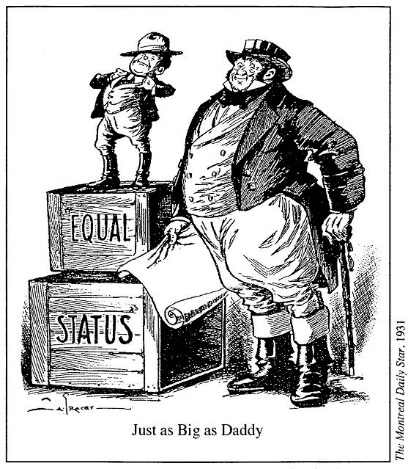 EQUAL
STATUS
Just as Big as Daddy
The Montreal Daily Star, 1931